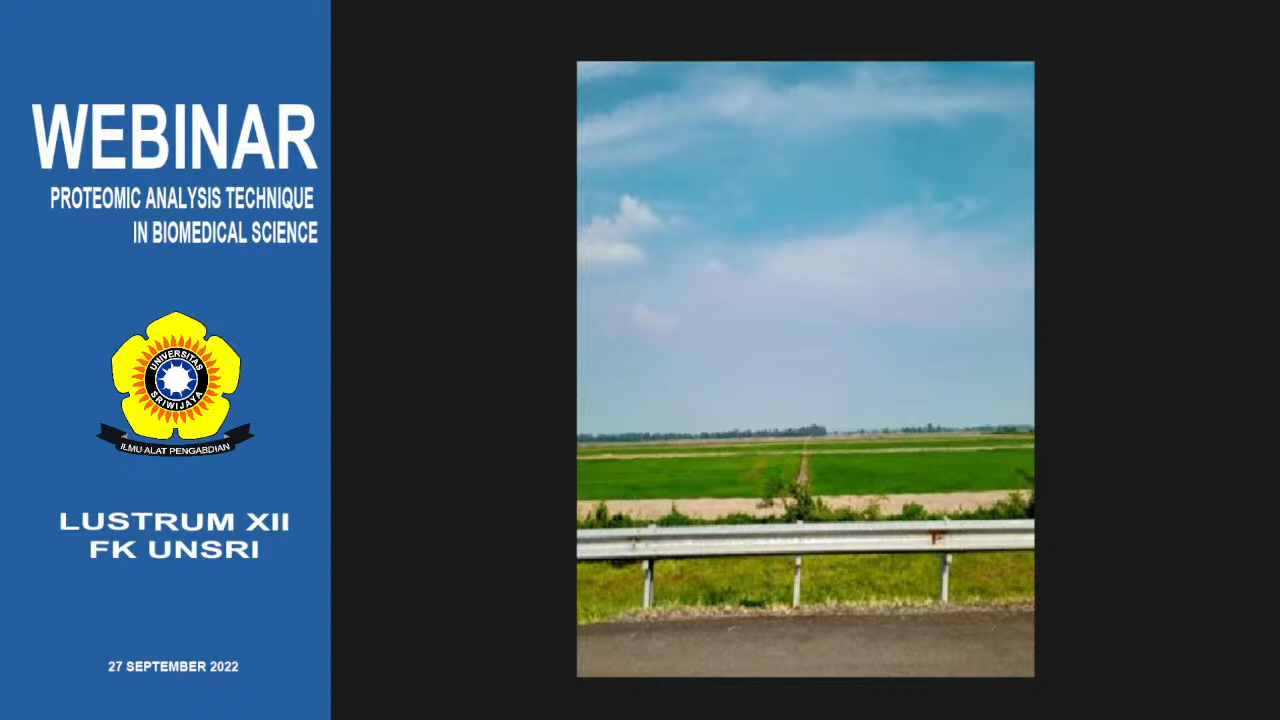 WEBINAR
PROTEOMIC ANALYSIS TECHNIQUE
IN BIOMEDICAL SCIENCE
UNIVERSITAS
SRIWIJAYA
ILMU ALAT PENGABDIAN
LUSTRUM XII
FK UNSRI
27 SEPTEMBER 2022
F